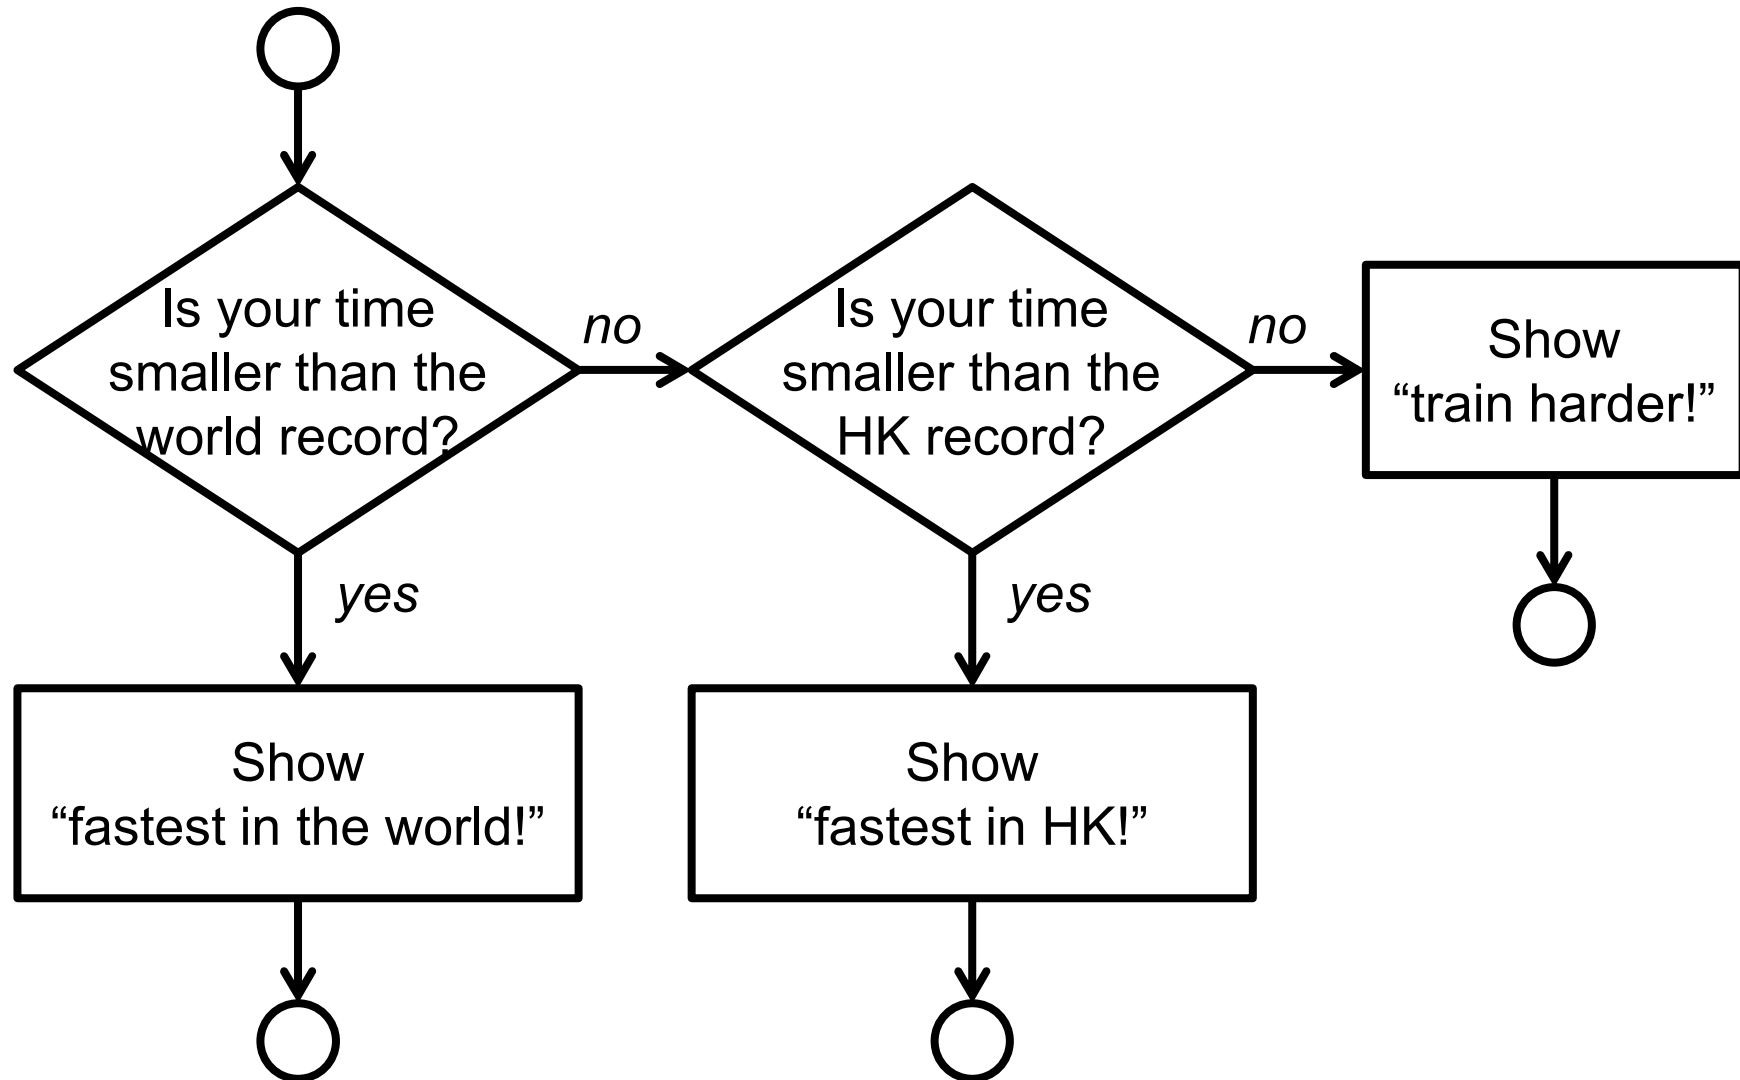 Is your time
smaller than the
world record?
no
Is your time
smaller than the
HK record?
no
Show
“train harder!”
yes
yes
Show
“fastest in the world!”
Show
“fastest in HK!”